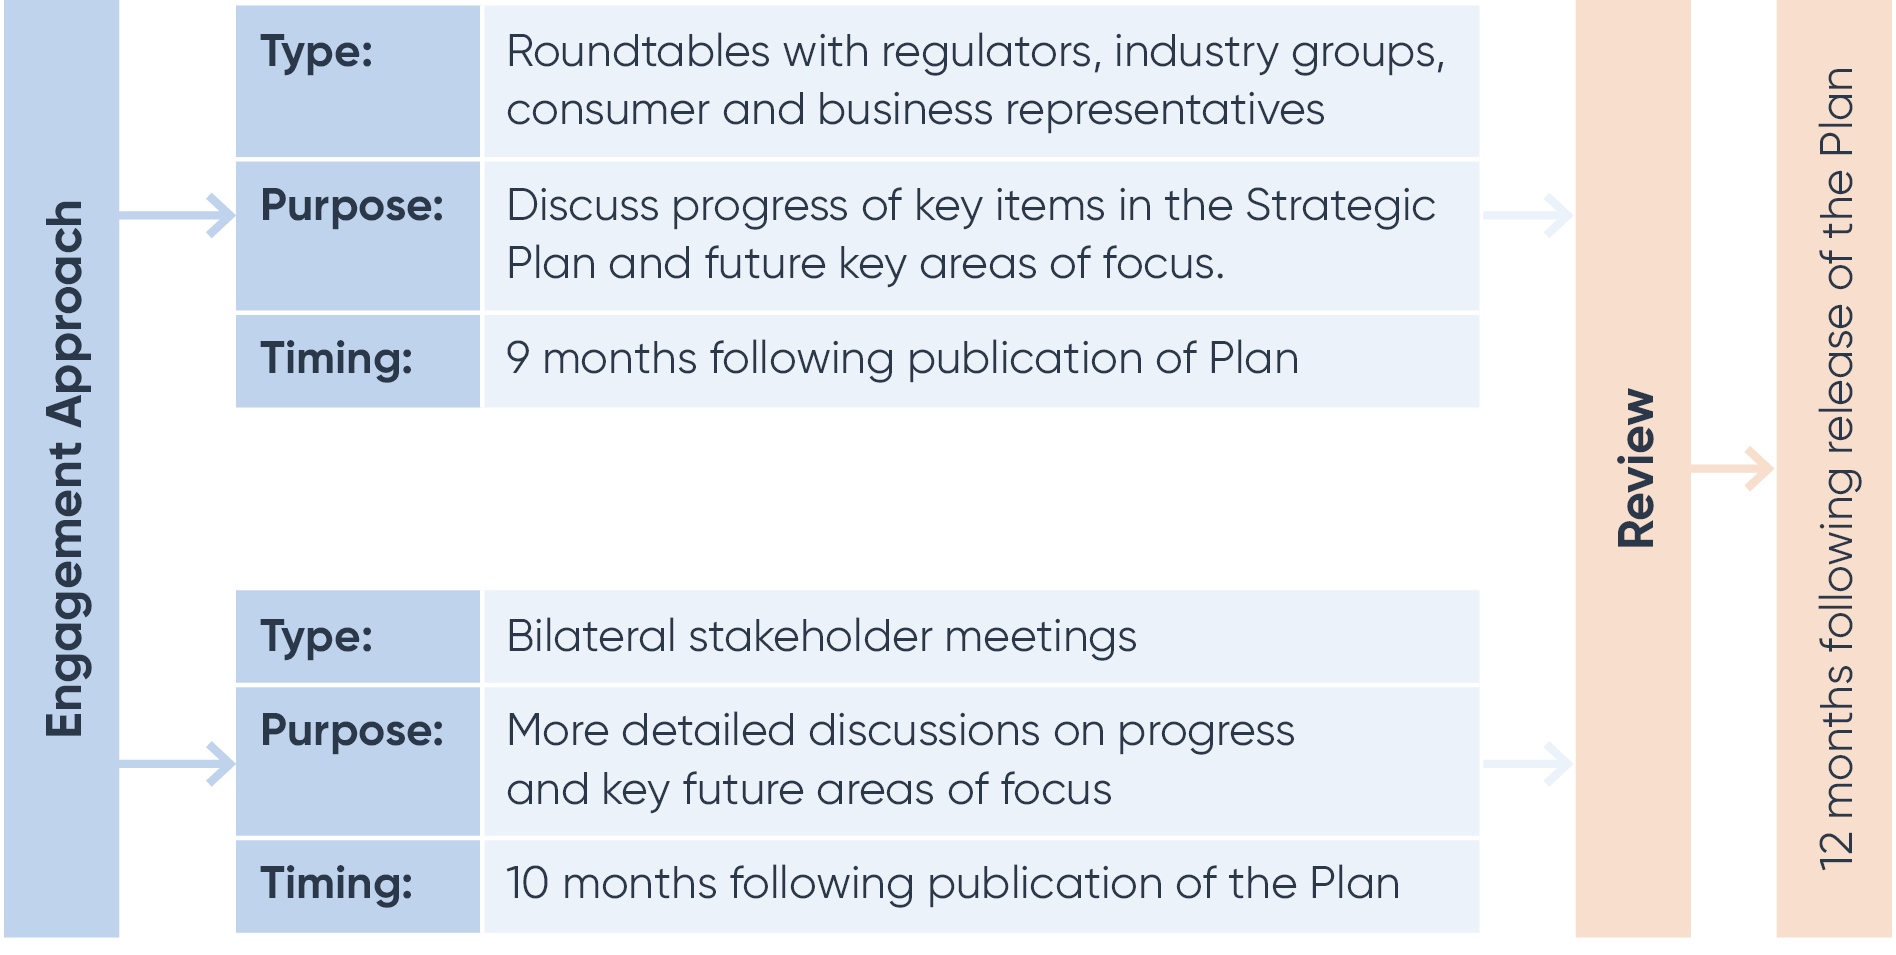 Engagement Approach
Type:
Roundtables with regulators, industry groups,
consumer and business representatives
Purpose:
Discuss progress of key items in the Strategic
Plan and future key areas of focus.
Timing:
9 months following publication of Plan
Type:
Bilateral stakeholder meetings
Purpose:
More detailed discussions on progress
and key future areas of focus
Timing:
10 months following publication of the Plan
Review
12 months following release of the Plan